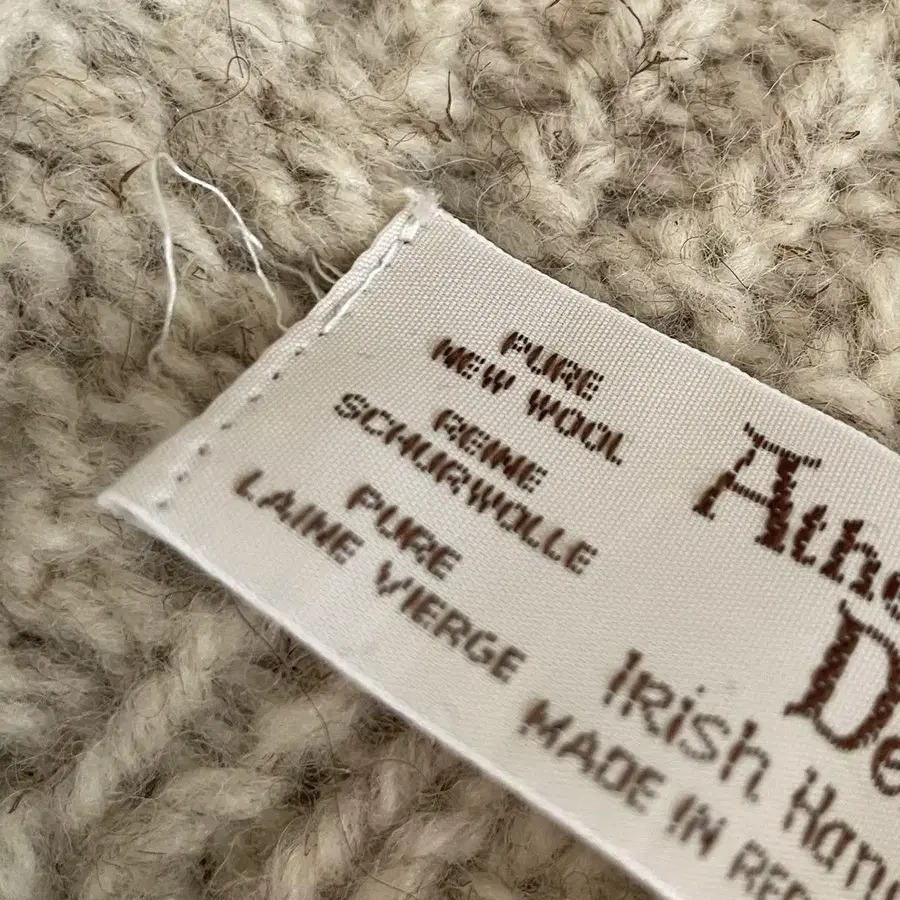 PURE
NEW WOOL
REINE
SCHURWOLLE
PURE
LAINE VIERGE
Irish
MADE IN